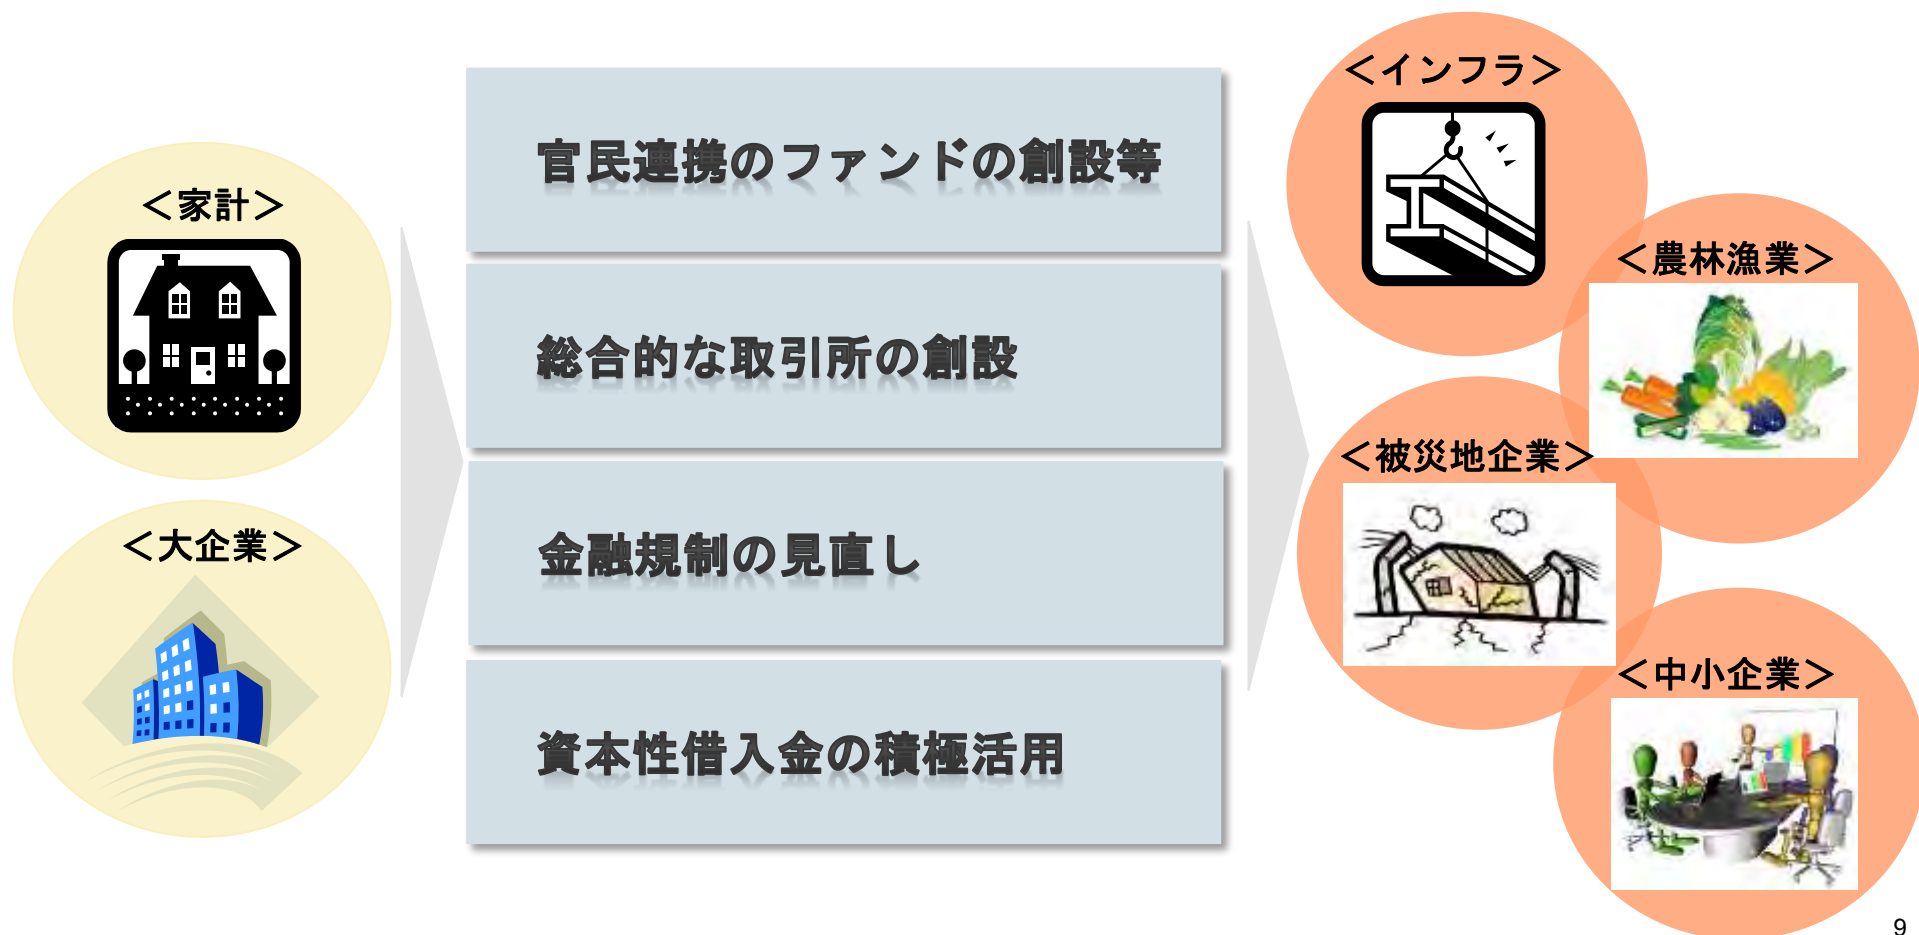 ＜家計＞
＜大企業＞
官民連携のファンドの創設等
総合的な取引所の創設
金融規制の見直し
資本性借入金の積極活用
＜インフラ＞
＜農林漁業＞
＜被災地企業＞
＜中小企業＞
9